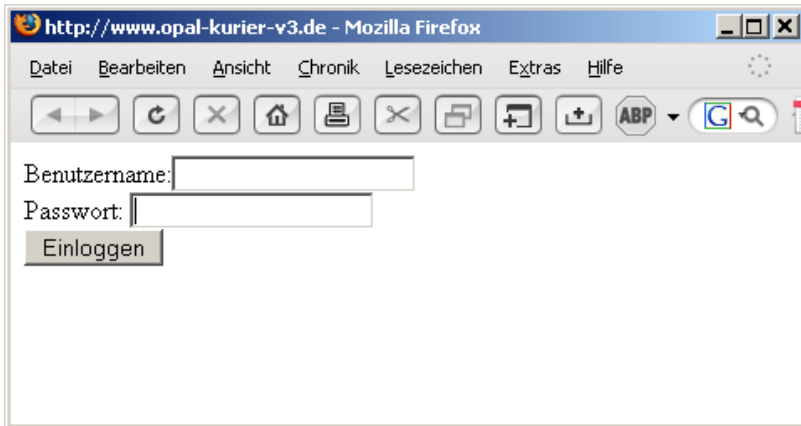 http://www.opal-kurier-v3.de - Mozilla Firefox
Datei Bearbeiten Ansicht Chronik Lesezeichen Extras Hilfe
ABP G
Benutzername:
Passwort:
Einloggen